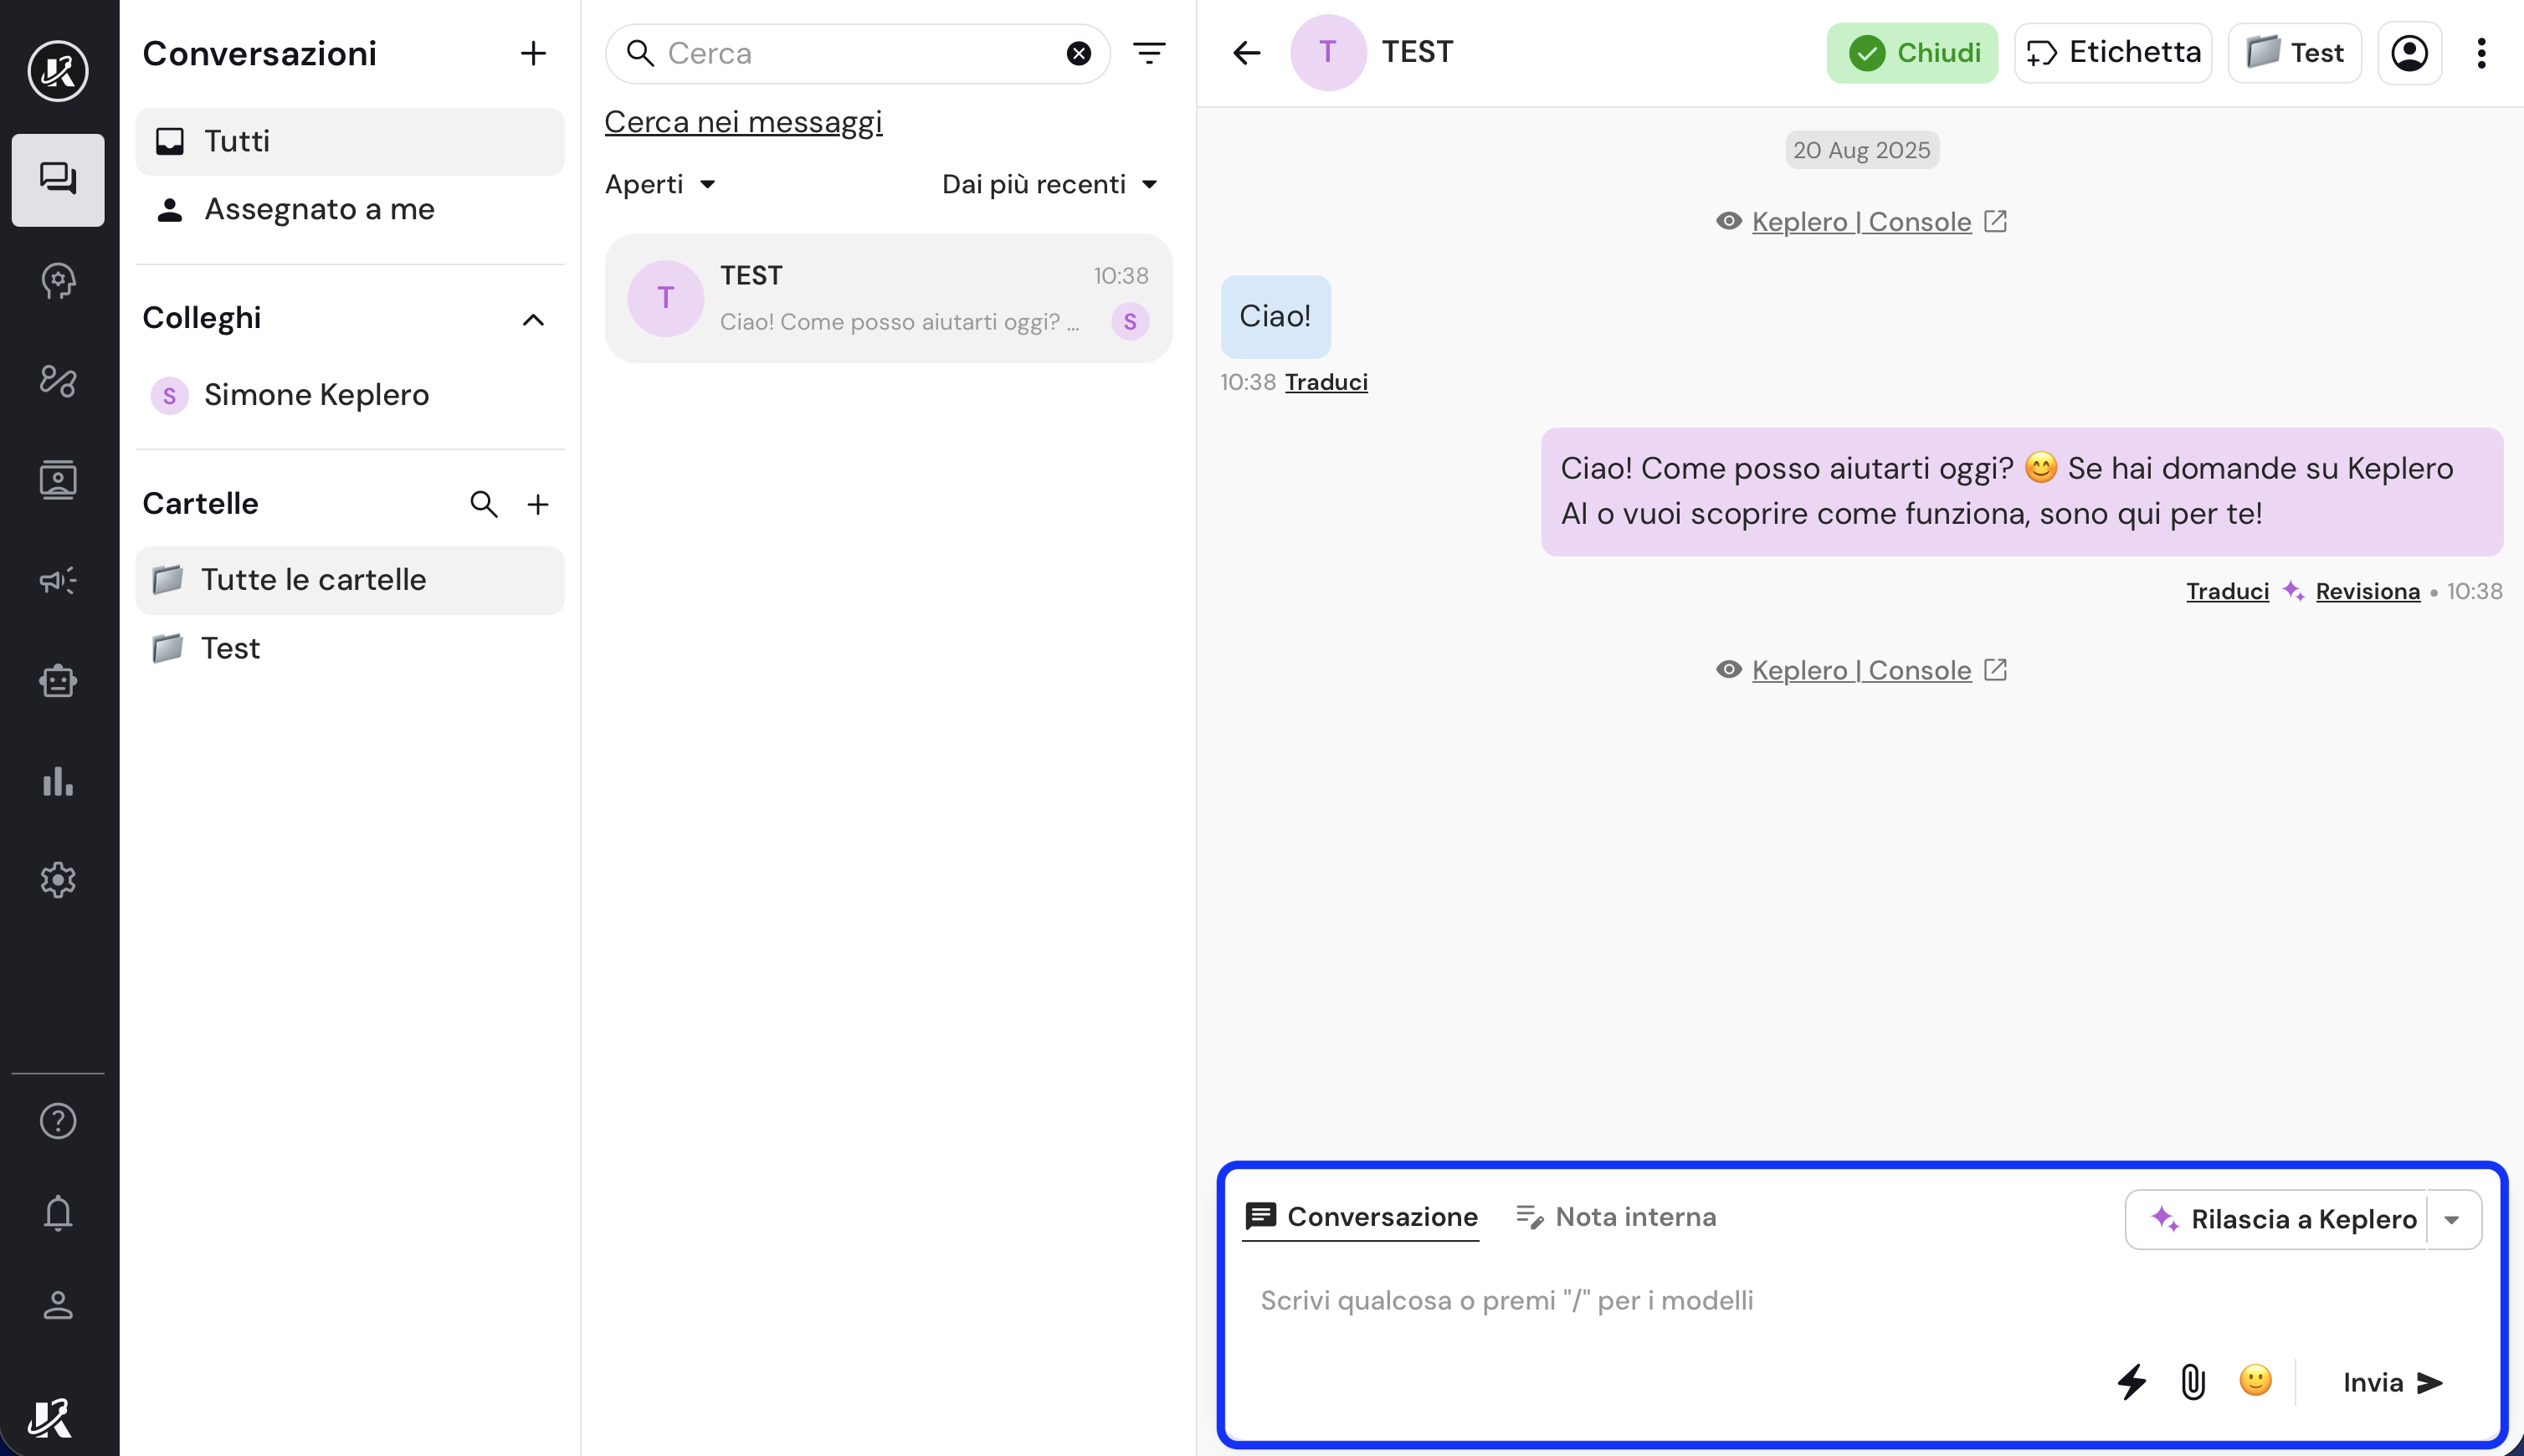 Conversazioni
Tutti
Assegnato a me
Colleghi
S Simone Keplero
Cartelle
Tutte le cartelle
Test
Cerca
Cerca nei messaggi
Aperti
Dai più recenti
T
TEST
10:38
Ciao! Come posso aiutarti oggi? ...
S
T
TEST
Chiudi
Etichetta
Test
20 Aug 2025
Keplero | Console
Ciao!
10:38 Traduci
Ciao! Come posso aiutarti oggi? 😊 Se hai domande su Keplero
AI o vuoi scoprire come funziona, sono qui per te!
Traduci Revisiona • 10:38
Keplero | Console
Conversazione
Nota interna
Rilascia a Keplero
Scrivi qualcosa o premi "/" per i modelli
Invia